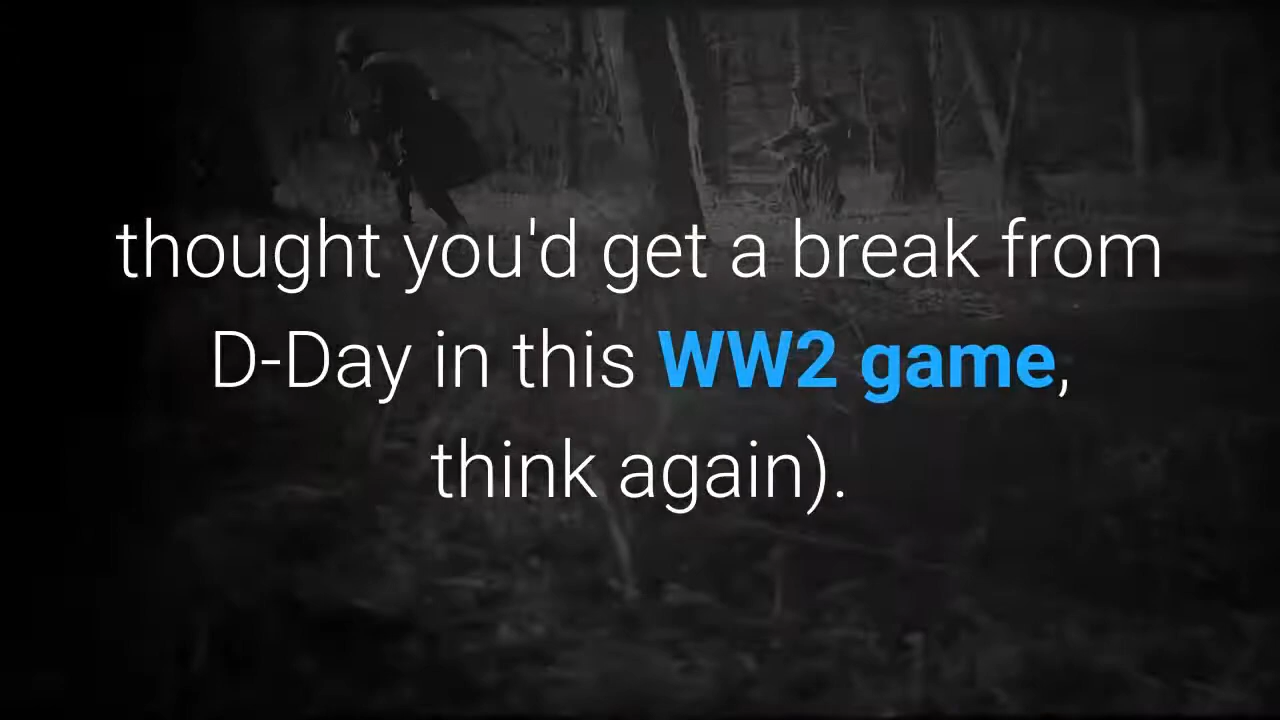 thought you'd get a break from
D-Day in this WW2 game,
think again).